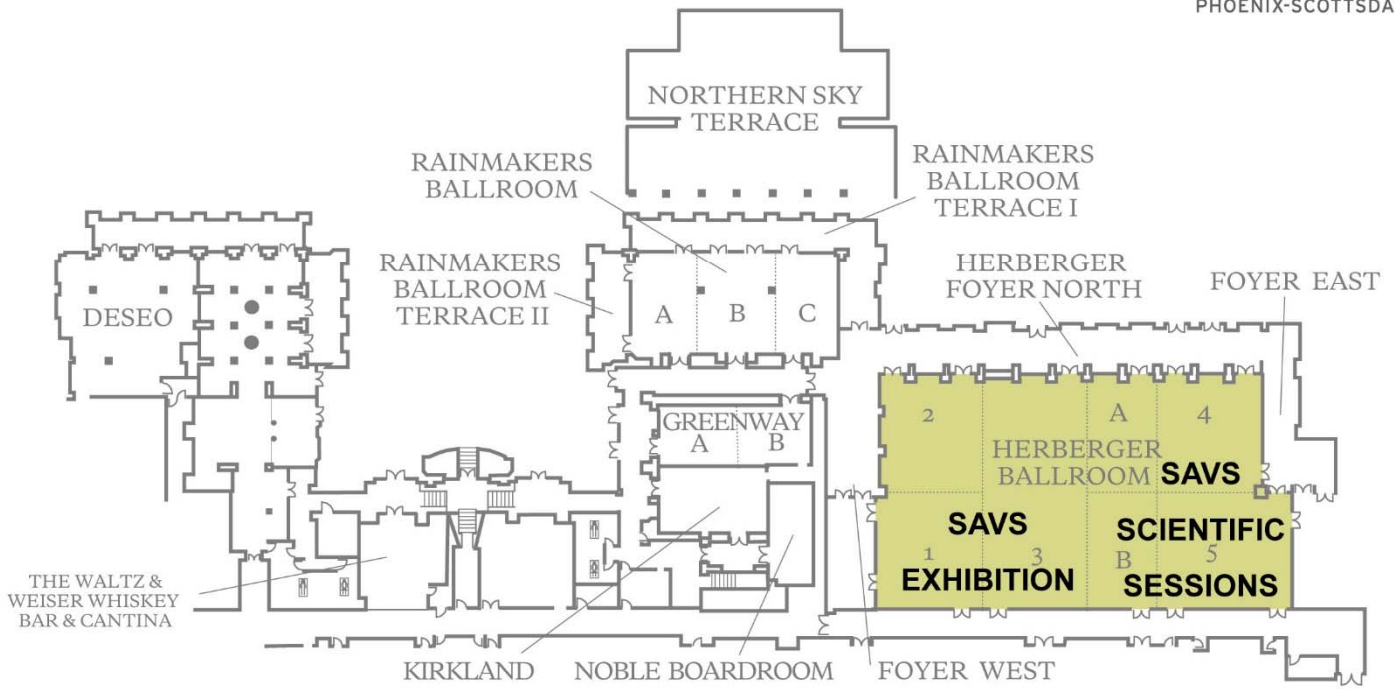 PHOENIX-SCOTTSDA
NORTHERN SKY
TERRACE
RAINMAKERS
BALLROOM
RAINMAKERS
BALLROOM
TERRACE I
RAINMAKERS
BALLROOM
TERRACE II
HERBERGER
FOYER NORTH
FOYER EAST
DESEO
A
B
C
GREENWAY
A
B
2
A
4
HERBERGER
BALLROOM
SAVS
SAVS
EXHIBITION
1
3
SCIENTIFIC
SESSIONS
B
5
THE WALTZ &
WEISER WHISKEY
BAR & CANTINA
KIRKLAND
NOBLE BOARDROOM
FOYER WEST